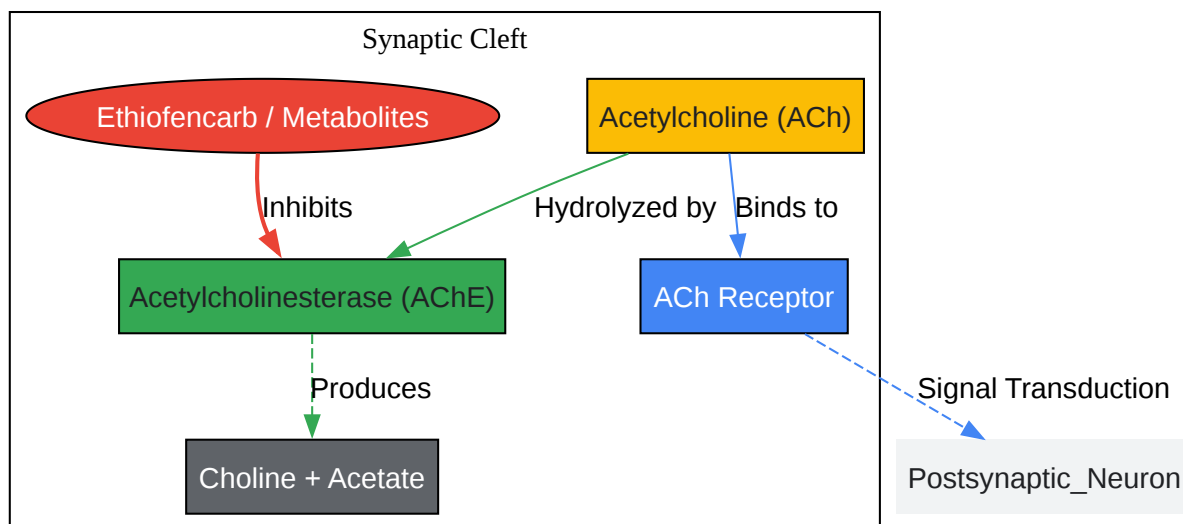 Synaptic Cleft
Ethiofencarb / Metabolites
Acetylcholine (ACh)
Inhibits
Hydrolyzed by
Binds to
Acetylcholinesterase (AChE)
ACh Receptor
Produces
Signal Transduction
Choline + Acetate
Postsynaptic_Neuron